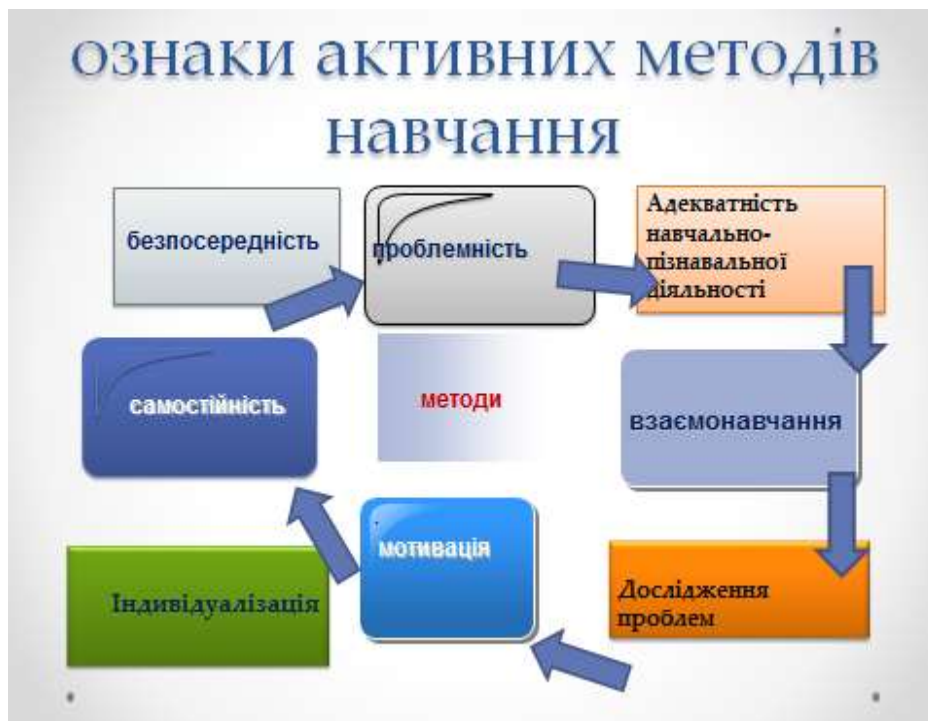 ознаки активних методів
навчання
безпосередність
проблемність
Адекватність
навчально-
пізнавальної
діяльності
самостійність
методи
взаємонавчання
Індивідуалізація
мотивація
Дослідження
проблем